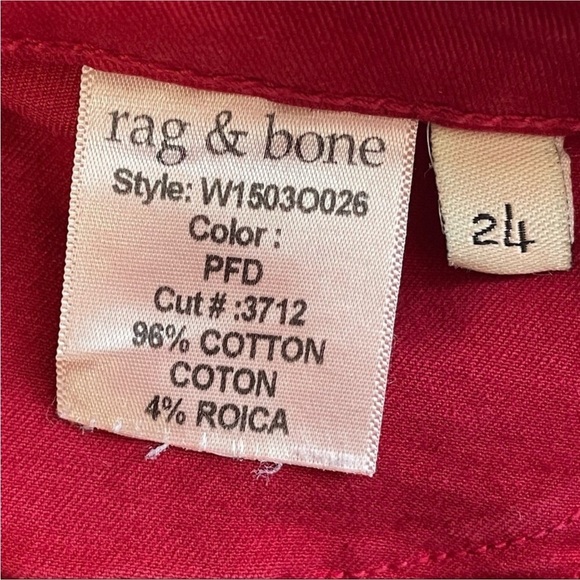 rag & bone
Style: W1503O026
Color :
PFD
Cut # :3712
96% COTTON
COTON
4% ROICA
24